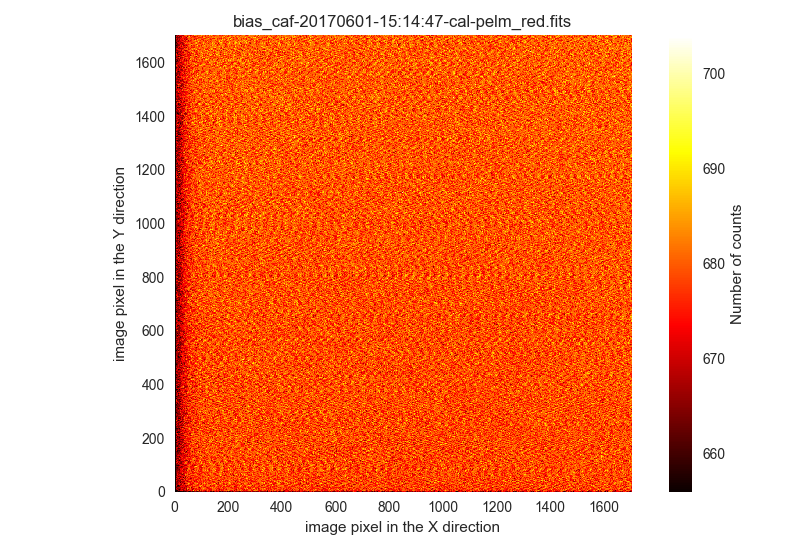 bias_caf-20170601-15:14:47-cal-pelm_red.fits
1600
1400
1200
1000
800
600
400
200
0
image pixel in the Y direction
0 200 400 600 800 1000 1200 1400 1600
image pixel in the X direction
700
690
680
670
660
Number of counts